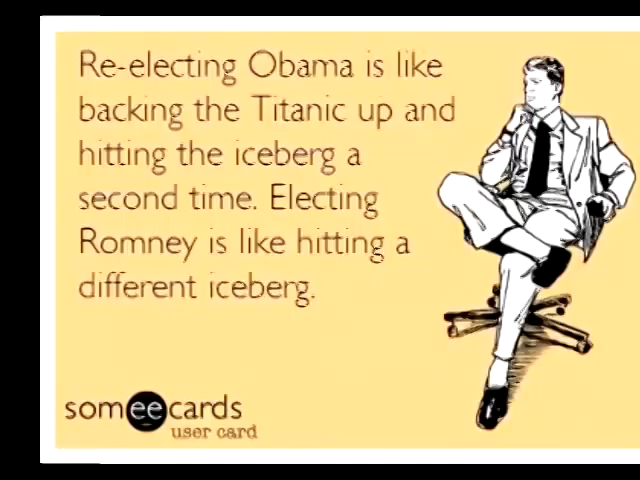 Re-electing Obama is like
backing the Titanic up and
hitting the iceberg a
second time. Electing
Romney is like hitting a
different iceberg.
someecards
user card